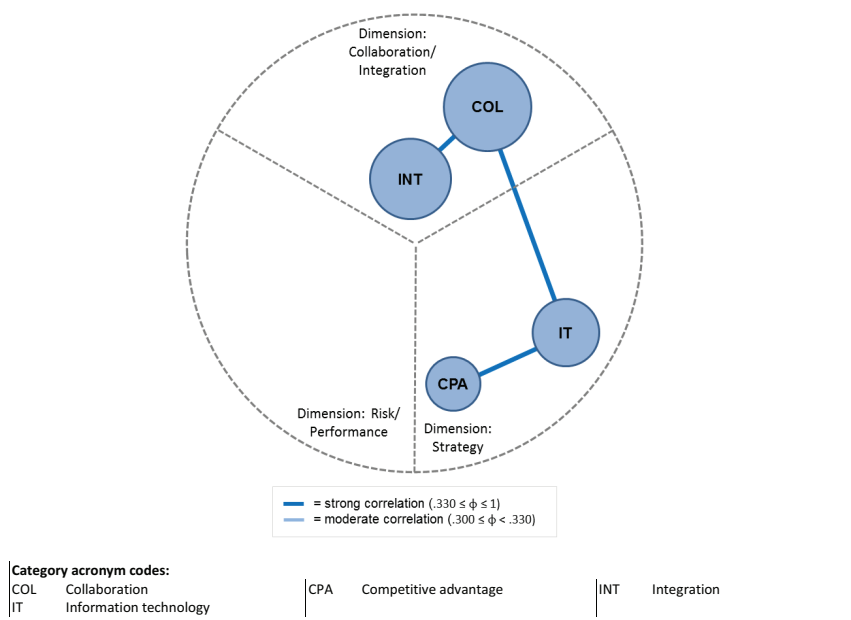 Dimension:
Collaboration/
Integration
COL
INT
IT
CPA
Dimension: Risk/
Performance
Dimension:
Strategy
= strong correlation (.330 ≤ ϕ ≤ 1)
= moderate correlation (.300 ≤ ϕ < .330)
Category acronym codes:
COL Collaboration CPA Competitive advantage INT Integration
IT Information technology